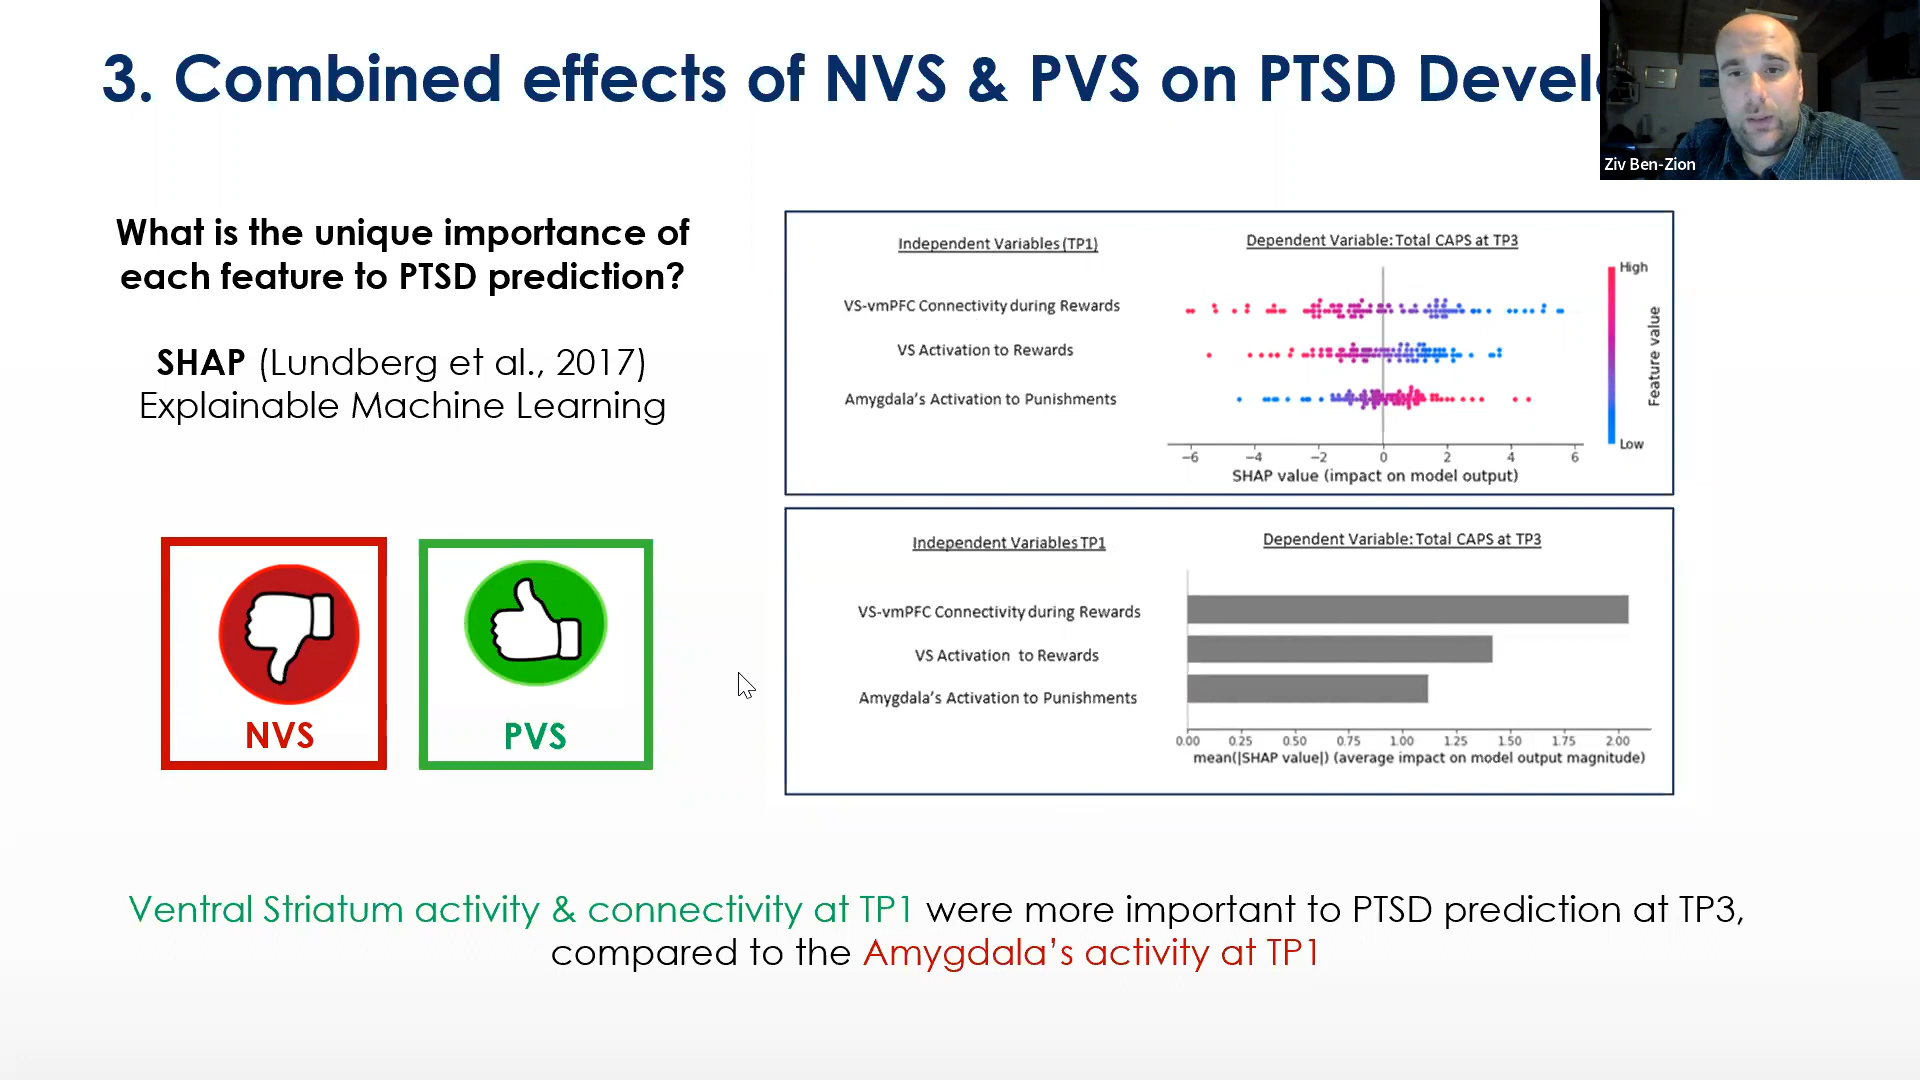 3. Combined effects of NVS & PVS on PTSD Devel
Ziv Ben-Zion
What is the unique importance of
each feature to PTSD prediction?
SHAP (Lundberg et al., 2017)
Explainable Machine Learning
NVS
PVS
Independent Variables (TP1)
Dependent Variable: Total CAPS at TP3
VS-vmPFC Connectivity during Rewards
VS Activation to Rewards
Amygdala's Activation to Punishments
High
Feature value
Low
−6 −4 −2 0 2 4 6
SHAP value (impact on model output)
Independent Variables TP1
Dependent Variable: Total CAPS at TP3
VS-vmPFC Connectivity during Rewards
VS Activation to Rewards
Amygdala's Activation to Punishments
0.00 0.25 0.50 0.75 1.00 1.25 1.50 1.75 2.00
mean(|SHAP value|) (average impact on model output magnitude)
Ventral Striatum activity & connectivity at TP1 were more important to PTSD prediction at TP3,
compared to the Amygdala's activity at TP1